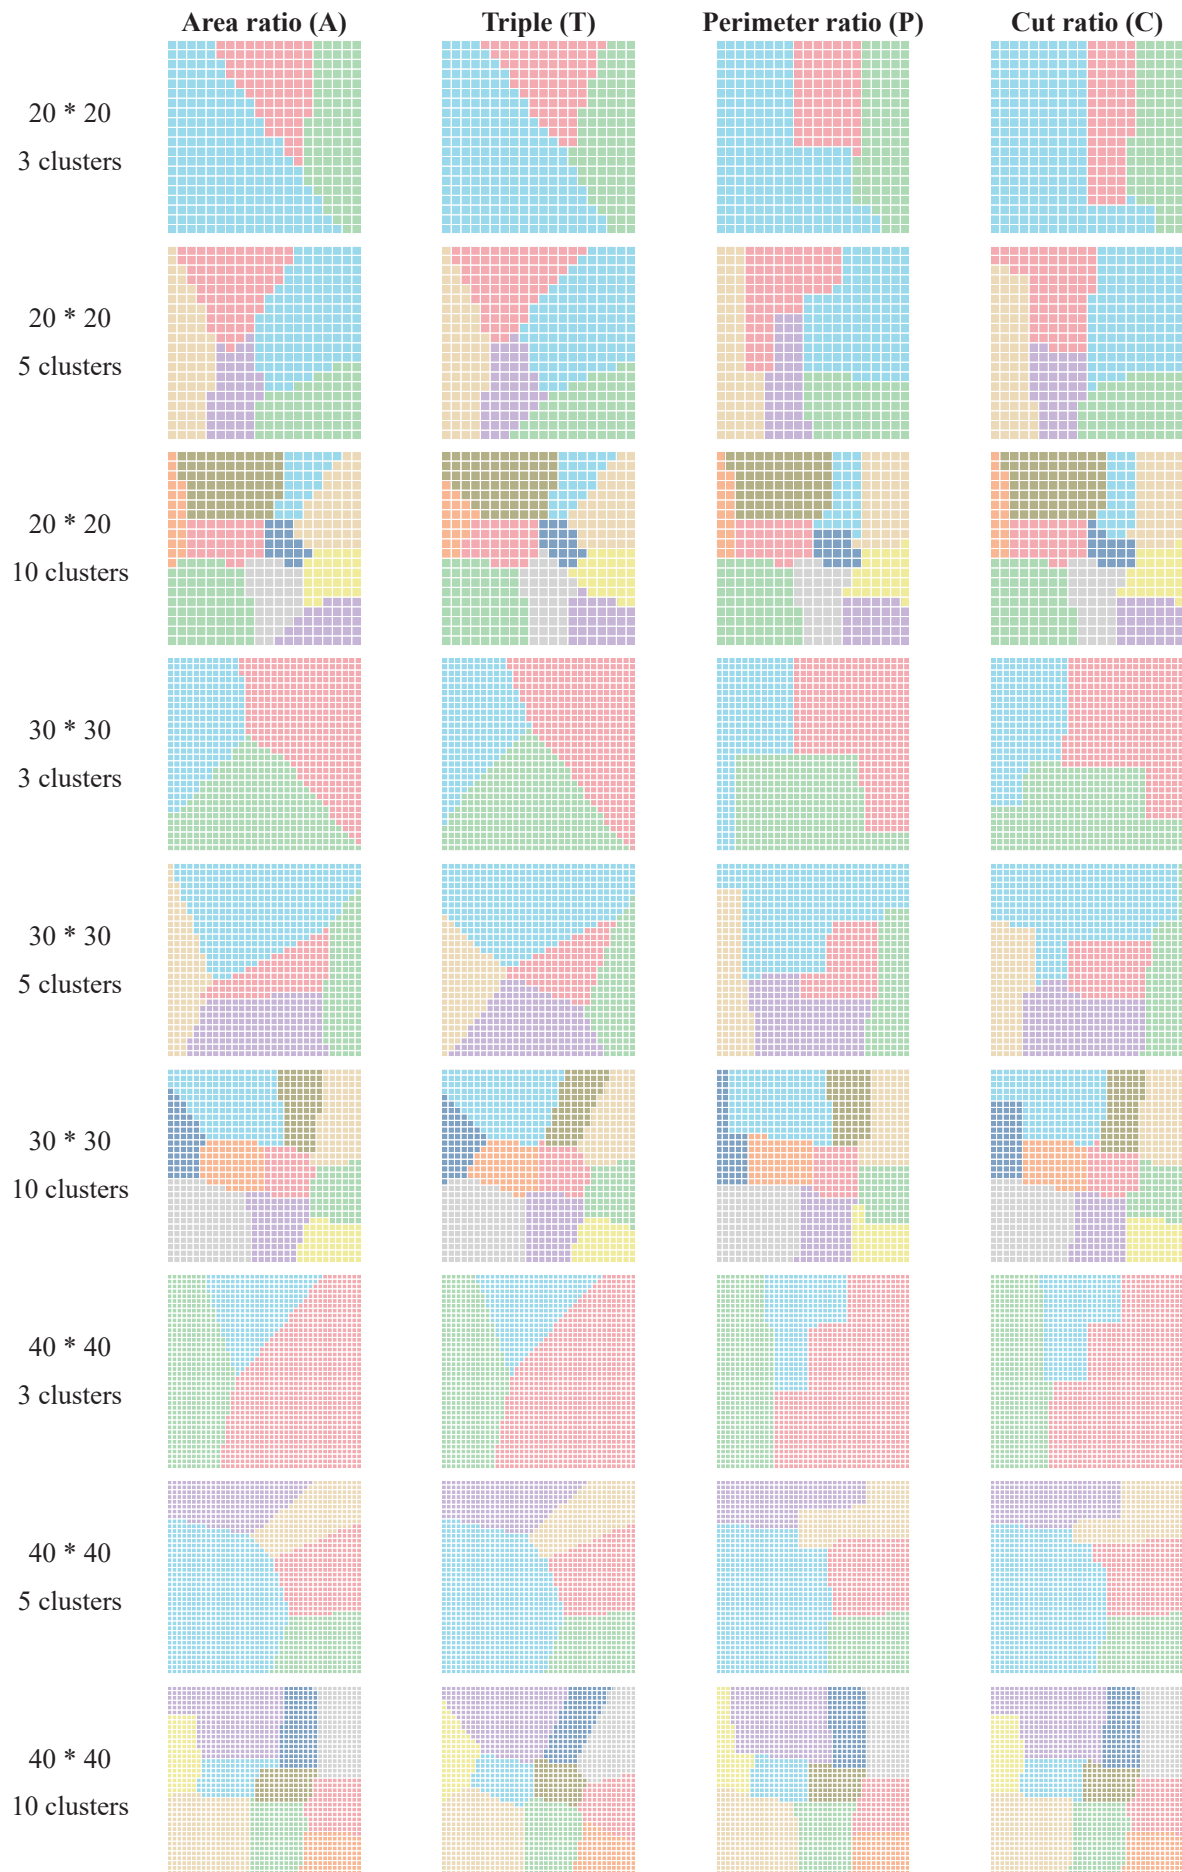 Area ratio (A) Triple (T) Perimeter ratio (P) Cut ratio (C)
20 * 20
3 clusters
20 * 20
5 clusters
20 * 20
10 clusters
30 * 30
3 clusters
30 * 30
5 clusters
30 * 30
10 clusters
40 * 40
3 clusters
40 * 40
5 clusters
40 * 40
10 clusters